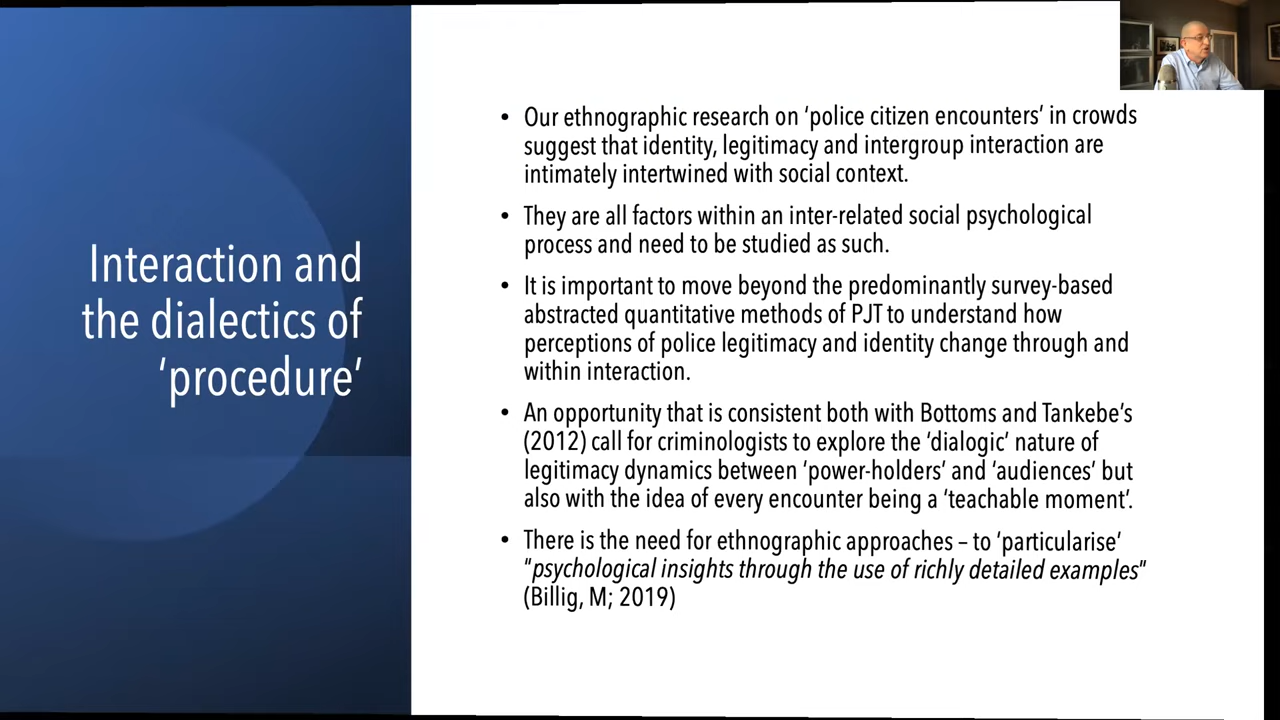 Interaction and
the dialectics of
‘procedure’
• Our ethnographic research on ‘police citizen encounters’ in crowds
suggest that identity, legitimacy and intergroup interaction are
intimately intertwined with social context.
• They are all factors within an inter-related social psychological
process and need to be studied as such.
• It is important to move beyond the predominantly survey-based
abstracted quantitative methods of PJT to understand how
perceptions of police legitimacy and identity change through and
within interaction.
• An opportunity that is consistent both with Bottoms and Tankebe’s
(2012) call for criminologists to explore the ‘dialogic’ nature of
legitimacy dynamics between ‘power-holders’ and ‘audiences’ but
also with the idea of every encounter being a ‘teachable moment’.
• There is the need for ethnographic approaches – to ‘particularise’
"psychological insights through the use of richly detailed examples"
(Billig, M; 2019)